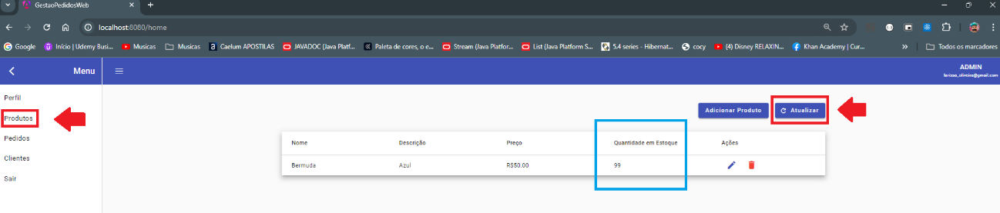 GestaoPedidosWeb
localhost:8080/home
Google Início | Udemy Busi... Musicas Musicas Caelum APOSTILAS JAVADOC (Java Platf... Paleta de cores, o e... Stream (Java Platfor... List (Java Platform S... 5.4 series - Hibernat... cocy (4) Disney RELAXIN... Khan Academy | Cur... Todos os marcadores
Menu
ADMIN
larissa_oliveira@gmail.com
Perfil
Produtos
Pedidos
Clientes
Sair
Adicionar Produto Atualizar
Nome Descrição Preço Quantidade em Estoque Ações
Bermuda Azul R$50.00 99